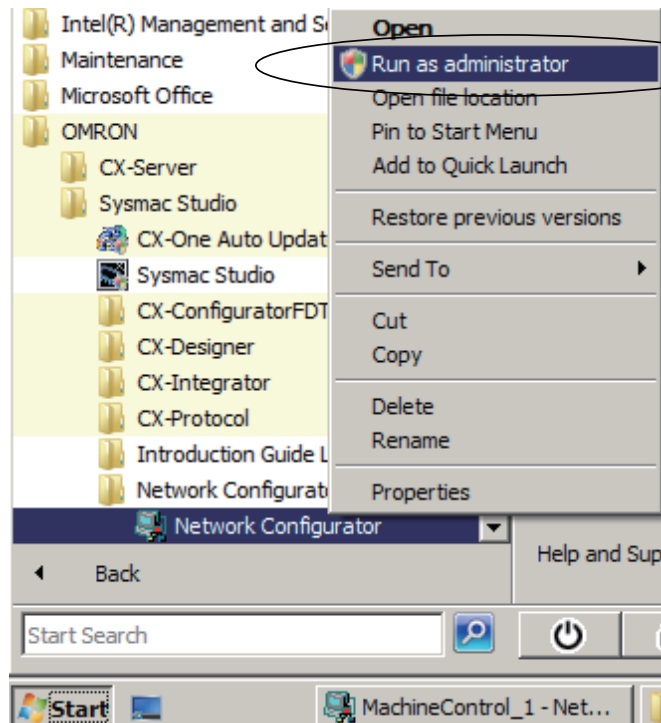 Intel(R) Management and S
Maintenance
Microsoft Office
OMRON
CX-Server
Sysmac Studio
CX-One Auto Updat
Sysmac Studio
CX-ConfiguratorFDT
CX-Designer
CX-Integrator
CX-Protocol
Introduction Guide L
Network Configurat
Network Configurator
Back
Start Search
Open
Run as administrator
Open file location
Pin to Start Menu
Add to Quick Launch
Restore previous versions
Send To
Cut
Copy
Delete
Rename
Properties
Help and Sup
Start
MachineControl_1 - Net...